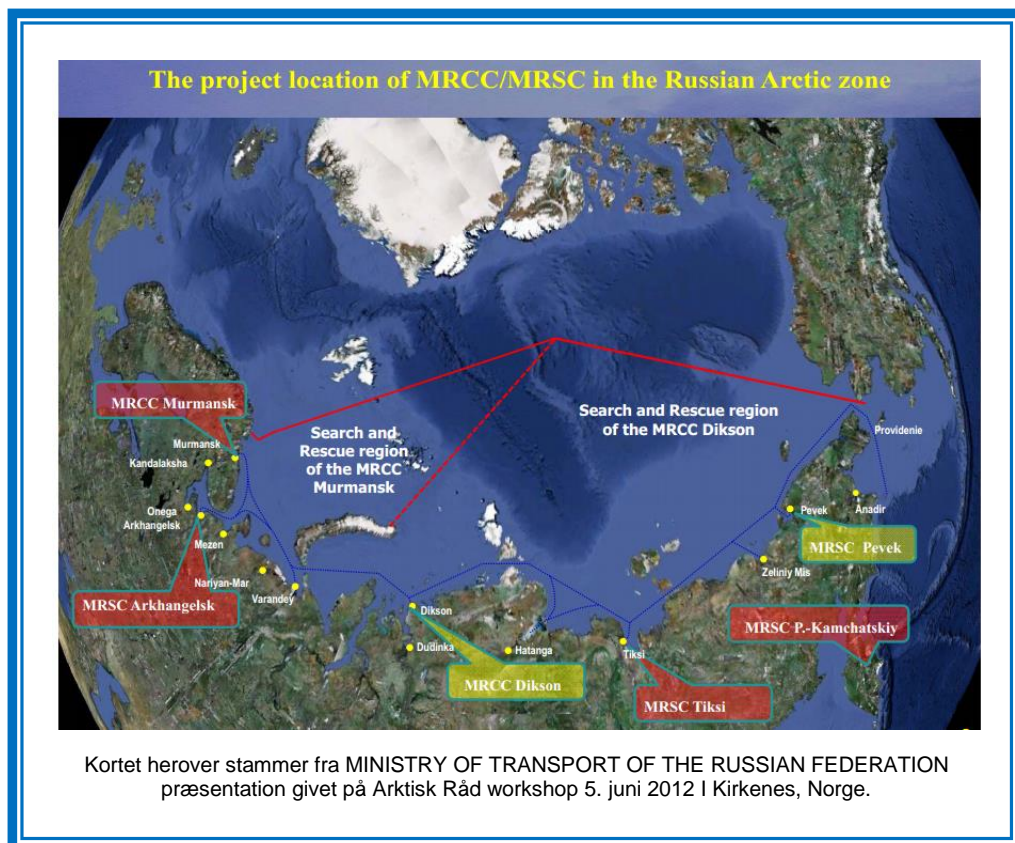 The project location of MRCC/MRSC in the Russian Arctic zone
MRCC Murmansk
Murmansk
Kandalaksha
Search and
Rescue region
of the MRCC
Murmansk
Search and Rescue region
of the MRCC Dikson
Providenie
Onega
Arkhangelsk
Mezen
Pevek
Anadir
MRSC Pevek
Zeliniy Mis
Nariyan-Mar
Varandey
MRSC Arkhangelsk
Dikson
Dudinka
Hatanga
Tiksi
MRSC P.-Kamchatskiy
MRCC Dikson
MRSC Tiksi
Kortet herover stammer fra MINISTRY OF TRANSPORT OF THE RUSSIAN FEDERATION
præsentation givet på Arktisk Råd workshop 5. juni 2012 I Kirkenes, Norge.